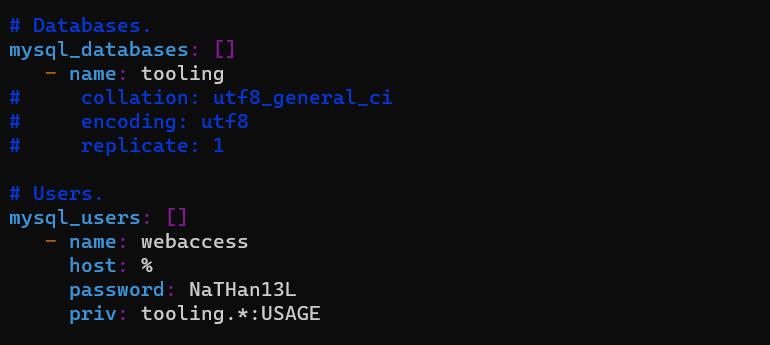 # Databases.
mysql_databases: []
   - name: tooling
#     collation: utf8_general_ci
#     encoding: utf8
#     replicate: 1

# Users.
mysql_users: []
   - name: webaccess
     host: %
     password: NaTHan13L
     priv: tooling.*:USAGE